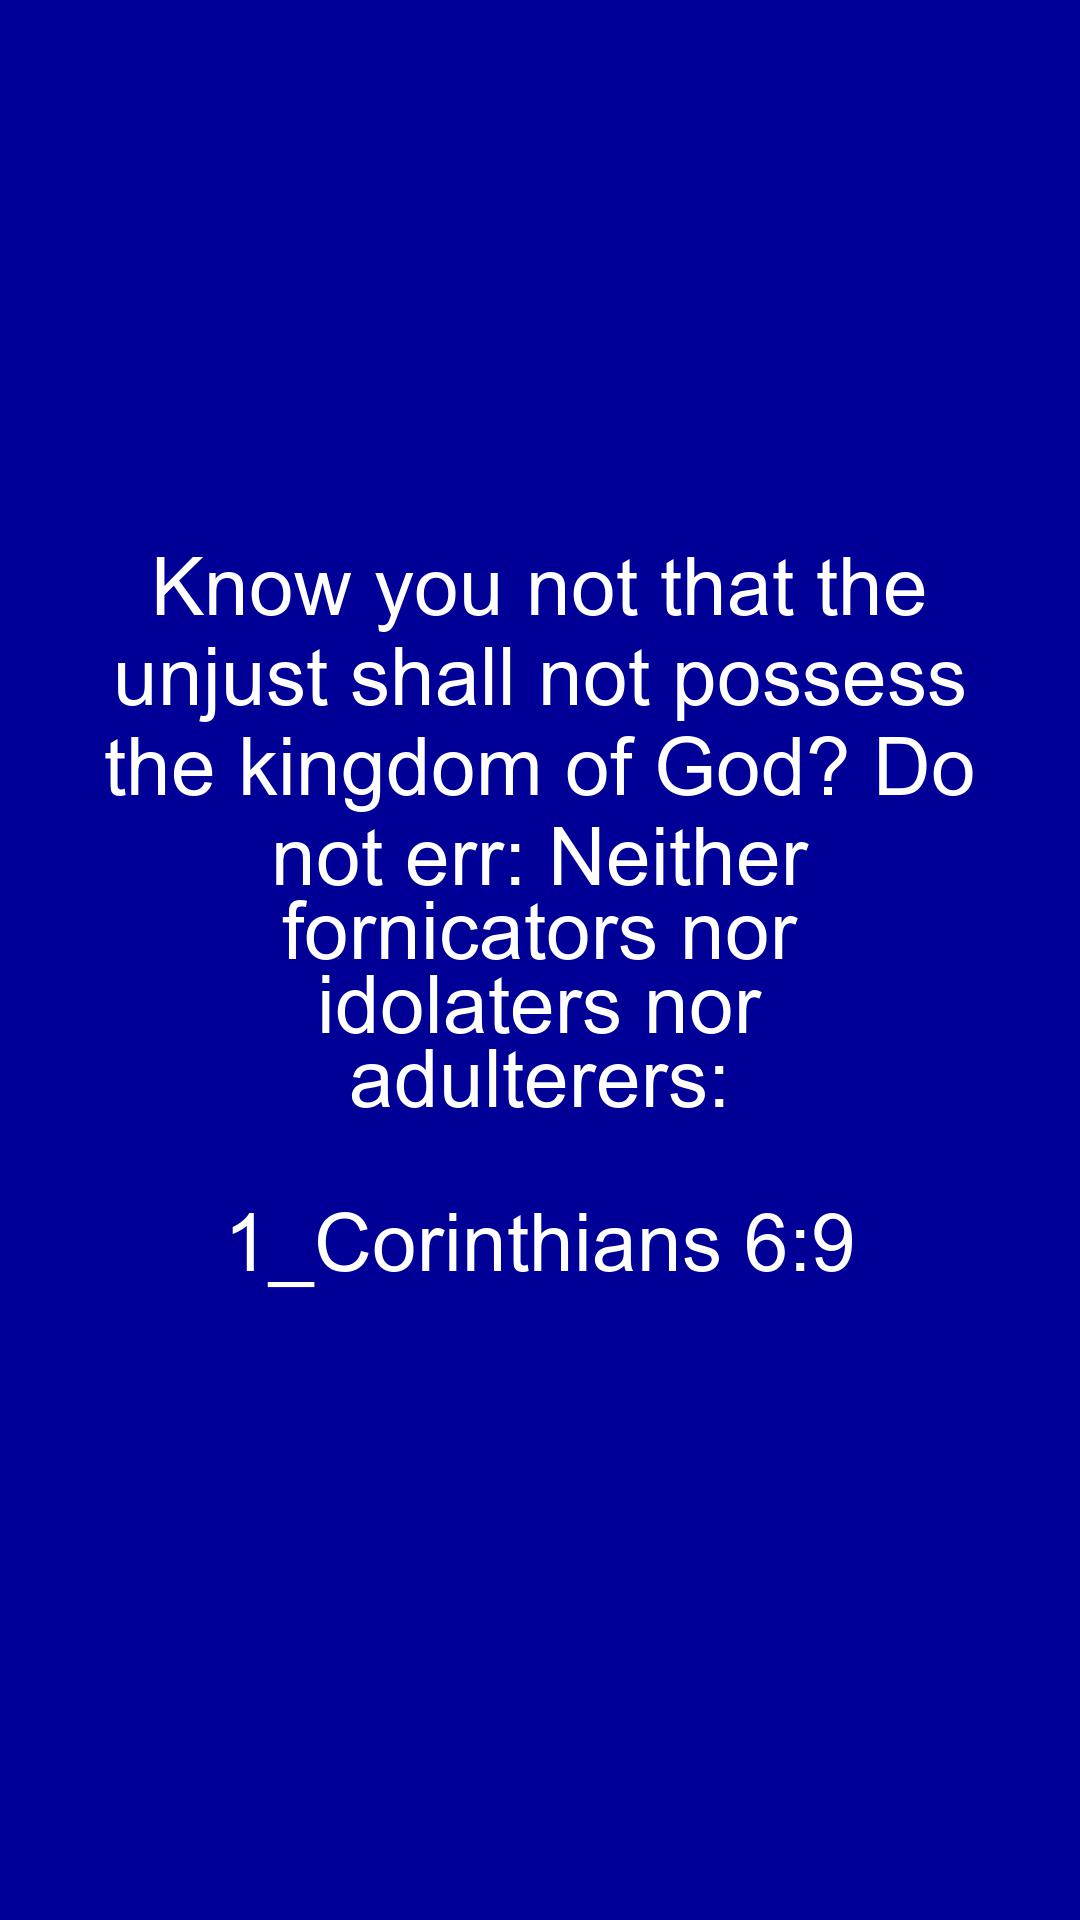 Know you not that the
unjust shall not possess
the kingdom of God? Do
not err: Neither
fornicators nor
idolaters nor
adulterers:
1_Corinthians 6:9